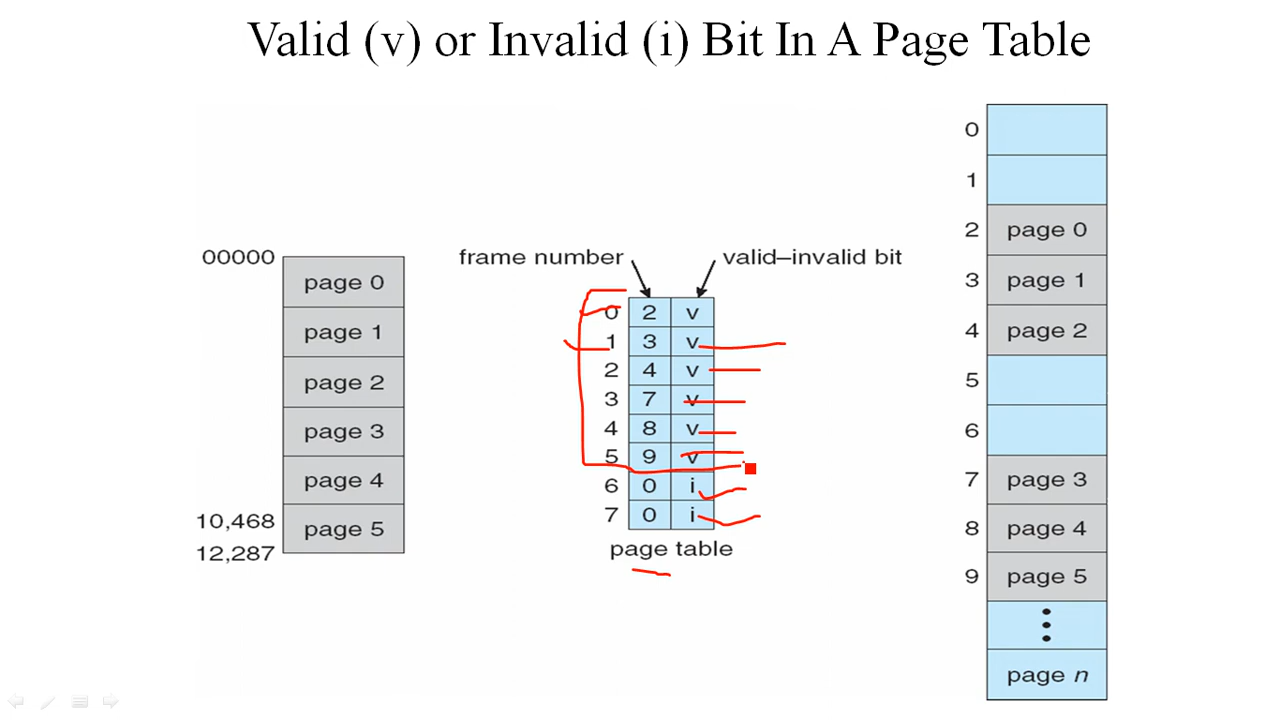 Valid (v) or Invalid (i) Bit In A Page Table
00000
page 0
page 1
page 2
page 3
page 4
10,468
page 5
12,287
frame number
valid–invalid bit
0 2 v
1 3 v
2 4 v
3 7 v
4 8 v
5 9 v
6 0 i
7 0 i
page table
0
1
2 page 0
3 page 1
4 page 2
5
6
7 page 3
8 page 4
9 page 5
page n